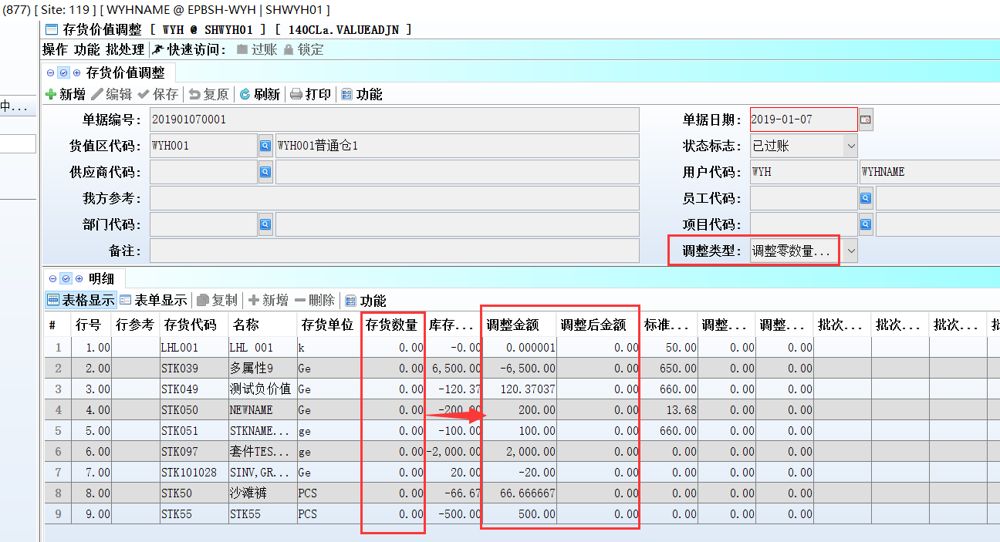 (877) [ Site: 119 ] [ WYHNAME @ EPBSH-WYH | SHWYH01 ]
存货价值调整 [ WYH @ SHWYH01 ] [ 140CLa.VALUEADJN ]
操作 功能 批处理 快速访问: 过账 锁定
存货价值调整
新增 编辑 保存 复原 刷新 打印 功能
中...
单据编号: 201901070001 单据日期: 2019-01-07
货值区代码: WYH001 WYH001普通仓1 状态标志: 已过账
供应商代码: 用户代码: WYH WYHNAME
我方参考: 员工代码:
部门代码: 项目代码:
备注: 调整类型: 调整零数量...
明细
表格显示 表单显示 复制 新增 删除 功能
# 行号 行参考 存货代码 名称 存货单位 存货数量 库存... 调整金额 调整后金额 标准... 调整... 调整... 批次... 批次... 批次... 批
1 1.00 LHL001 LHL 001 k 0.00 -0.00 0.000001 0.00 50.00 0.00 0.00
2 2.00 STK039 多属性9 Ge 0.00 6,500.00 -6,500.00 0.00 650.00 0.00 0.00
3 3.00 STK049 测试负价值 Ge 0.00 -120.37 120.37037 0.00 660.00 0.00 0.00
4 4.00 STK050 NEWNAME Ge 0.00 -200.00 200.00 0.00 13.68 0.00 0.00
5 5.00 STK051 STKNAME... ge 0.00 -100.00 100.00 0.00 660.00 0.00 0.00
6 6.00 STK097 套件TES... ge 0.00 -2,000.00 2,000.00 0.00 0.00 0.00 0.00
7 7.00 STK101028 SINV,GR... Ge 0.00 20.00 -20.00 0.00 0.00 0.00 0.00
8 8.00 STK50 沙滩裤 PCS 0.00 -66.67 66.666667 0.00 0.00 0.00 0.00
9 9.00 STK55 STK55 PCS 0.00 -500.00 500.00 0.00 0.00 0.00 0.00